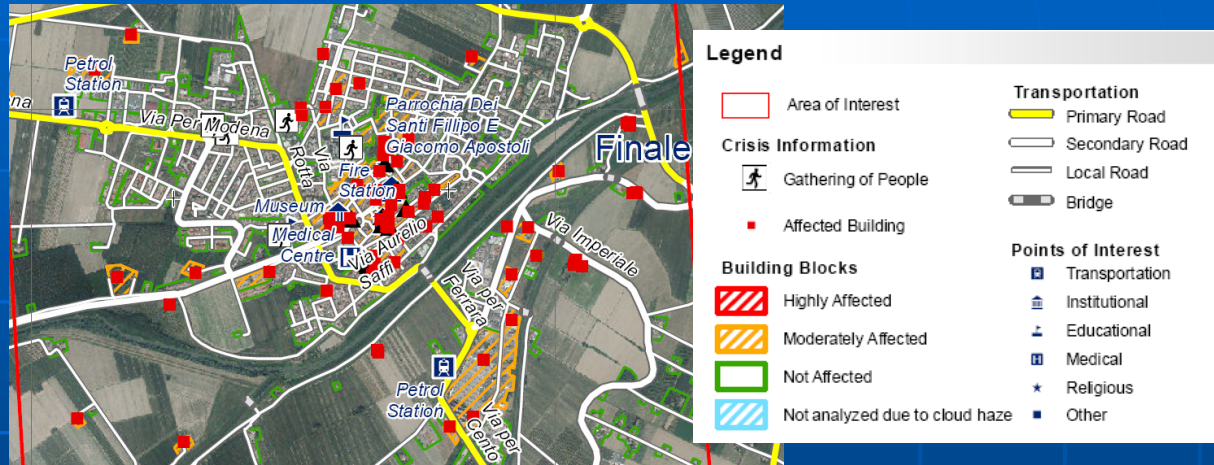 Petrol
Station
ena
Via Per Modena
Rotta
Via
Parrochia Dei
Santi Fillipo E
Giacomo Apostoli
Finale
Fire
Station
Museum
Medical
Centre
Via Aurelio
Saffi
Via per
Ferrara
Via Imperiale
Petrol
Station
Via per
Cento
Legend
Area of Interest
Crisis Information
Gathering of People
Affected Building
Building Blocks
Highly Affected
Moderately Affected
Not Affected
Not analyzed due to cloud haze
Transportation
Primary Road
Secondary Road
Local Road
Bridge
Points of Interest
Transportation
Institutional
Educational
Medical
H
Religious
Other